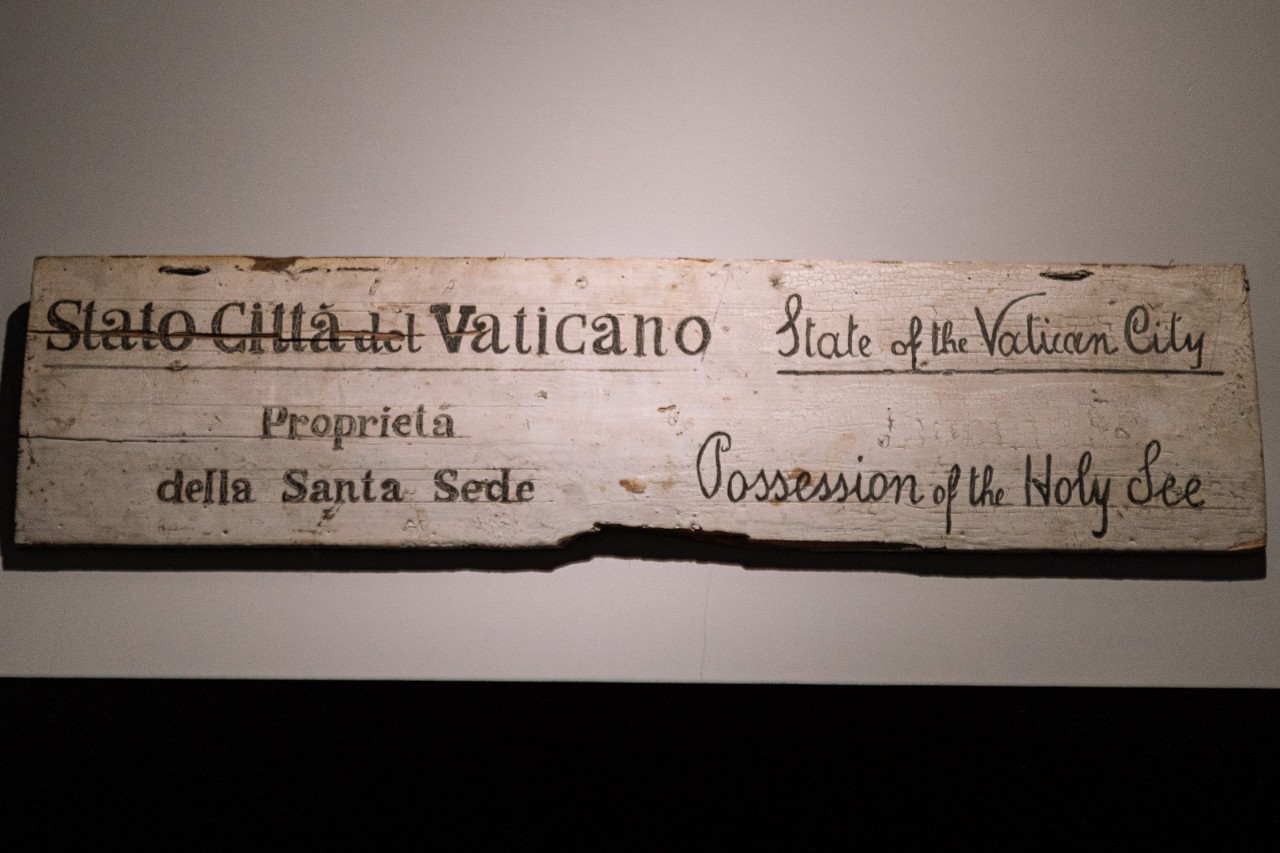 Stato Città del Vaticano
Proprietà
della Santa Sede
State of the Vatican City
Possession of the Holy See